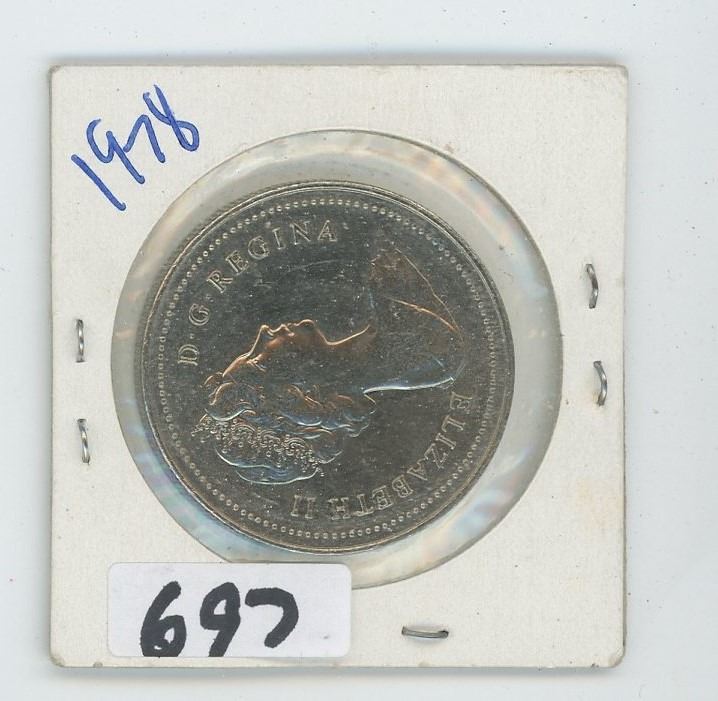 1978
ELIZABETH II
D·G·REGINA
697